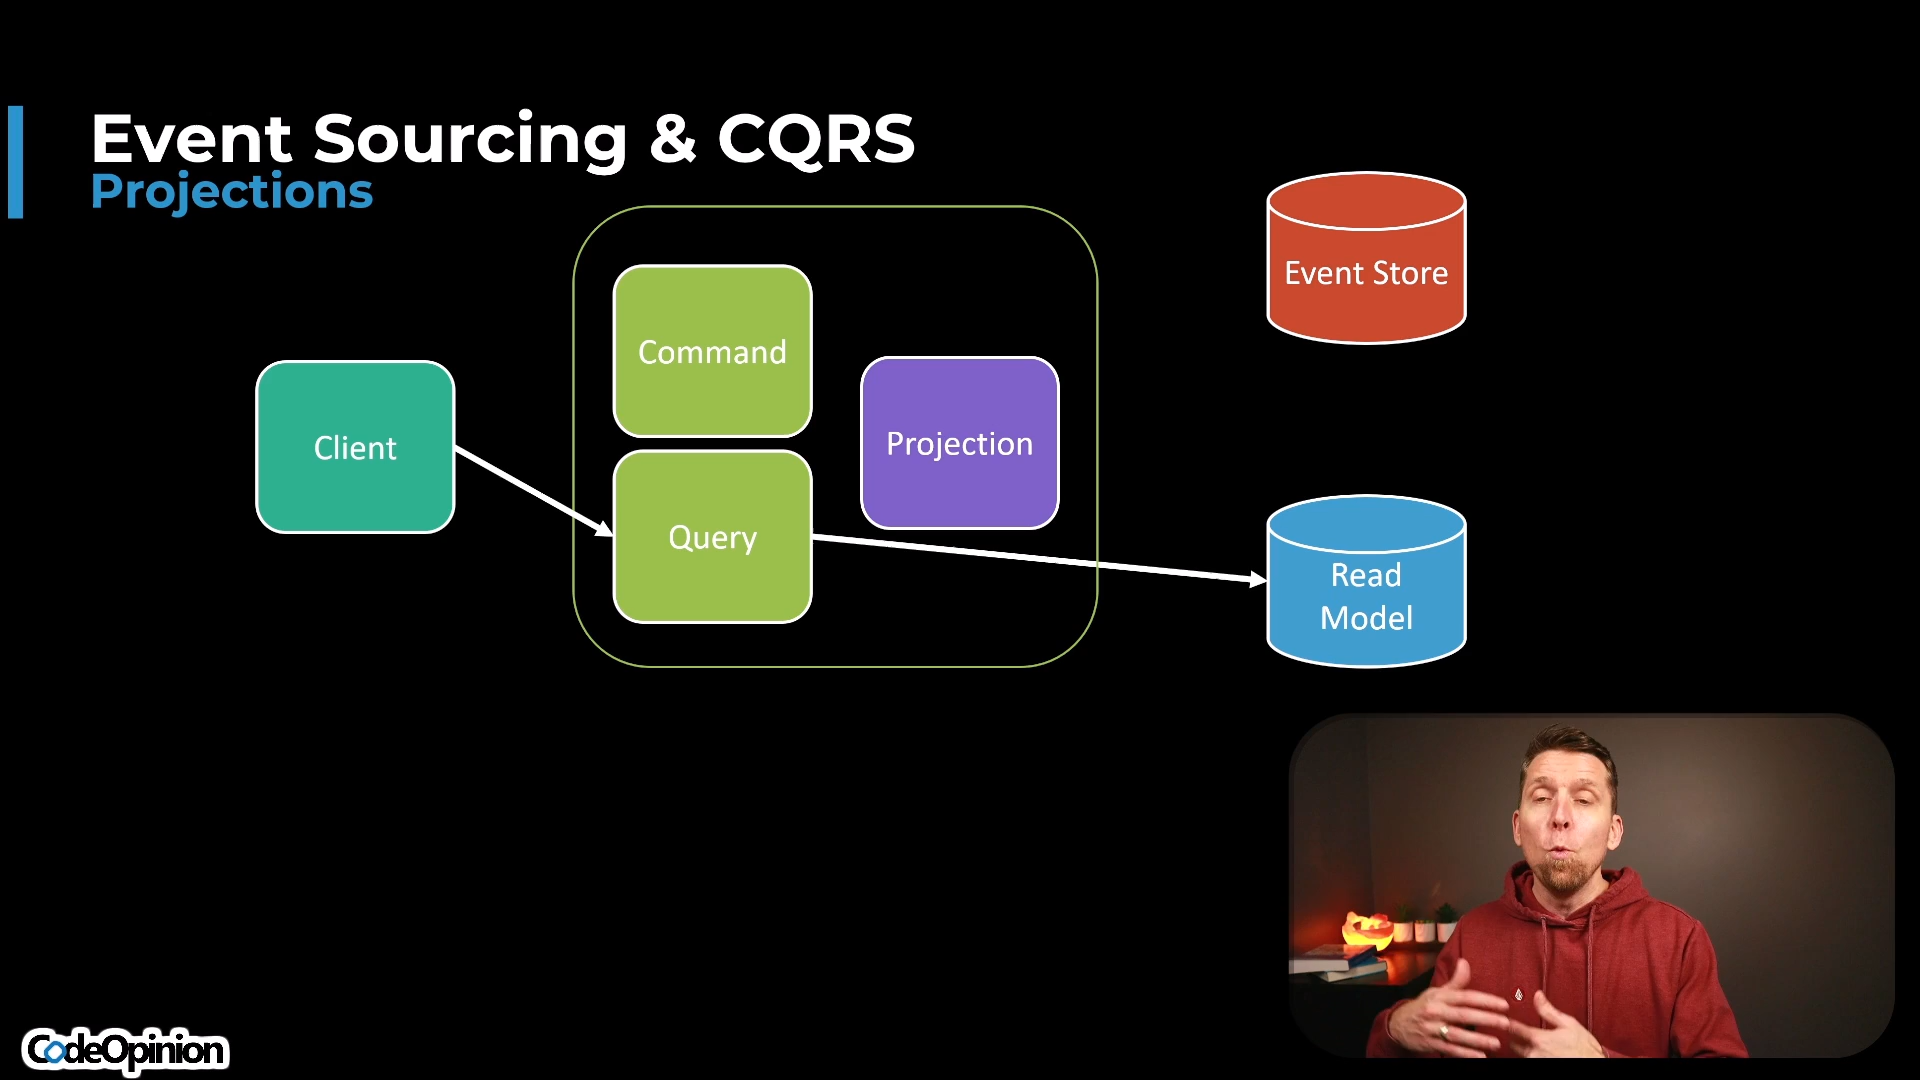 Event Sourcing & CQRS
Projections
Event Store
Command
Client
Projection
Query
Read
Model
CodeOpinion